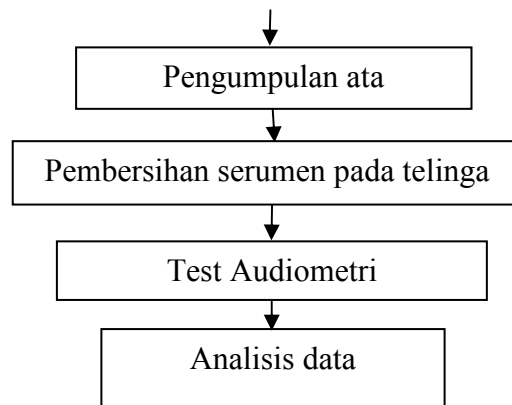 Pengumpulan ata
Pembersihan serumen pada telinga
Test Audiometri
Analisis data